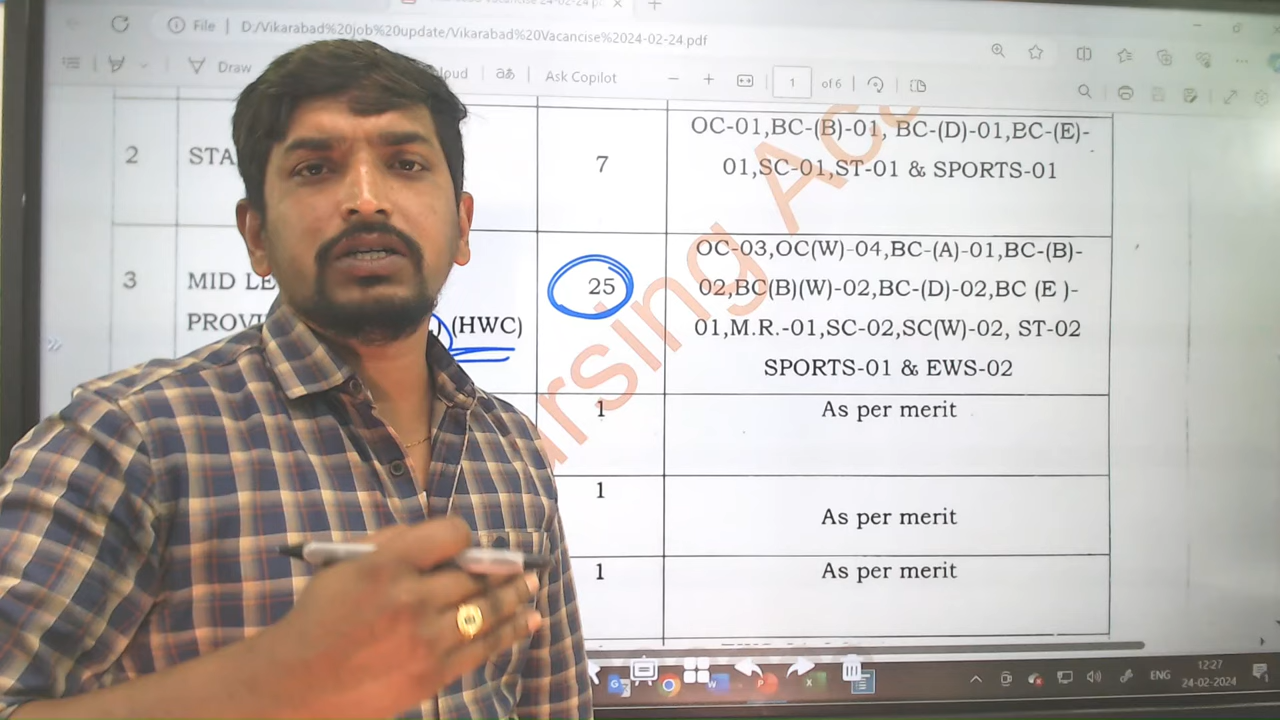 File | D:/Vikarabad%20job%20update/Vikarabad%20Vacancise%2024-02-24.pdf
Draw
aあ
Ask Copilot
1 of 6
2
STA
7
OC-01,BC-(B)-01, BC-(D)-01,BC-(E)-
01,SC-01,ST-01 & SPORTS-01
3
MID LE
PROVI
(HWC)
25
OC-03,OC(W)-04,BC-(A)-01,BC-(B)-
02,BC(B)(W)-02,BC-(D)-02,BC (E )-
01,M.R.-01,SC-02,SC(W)-02, ST-02
SPORTS-01 & EWS-02
1
As per merit
1
As per merit
1
As per merit
ursing Aca
ENG
12:27
24-02-2024